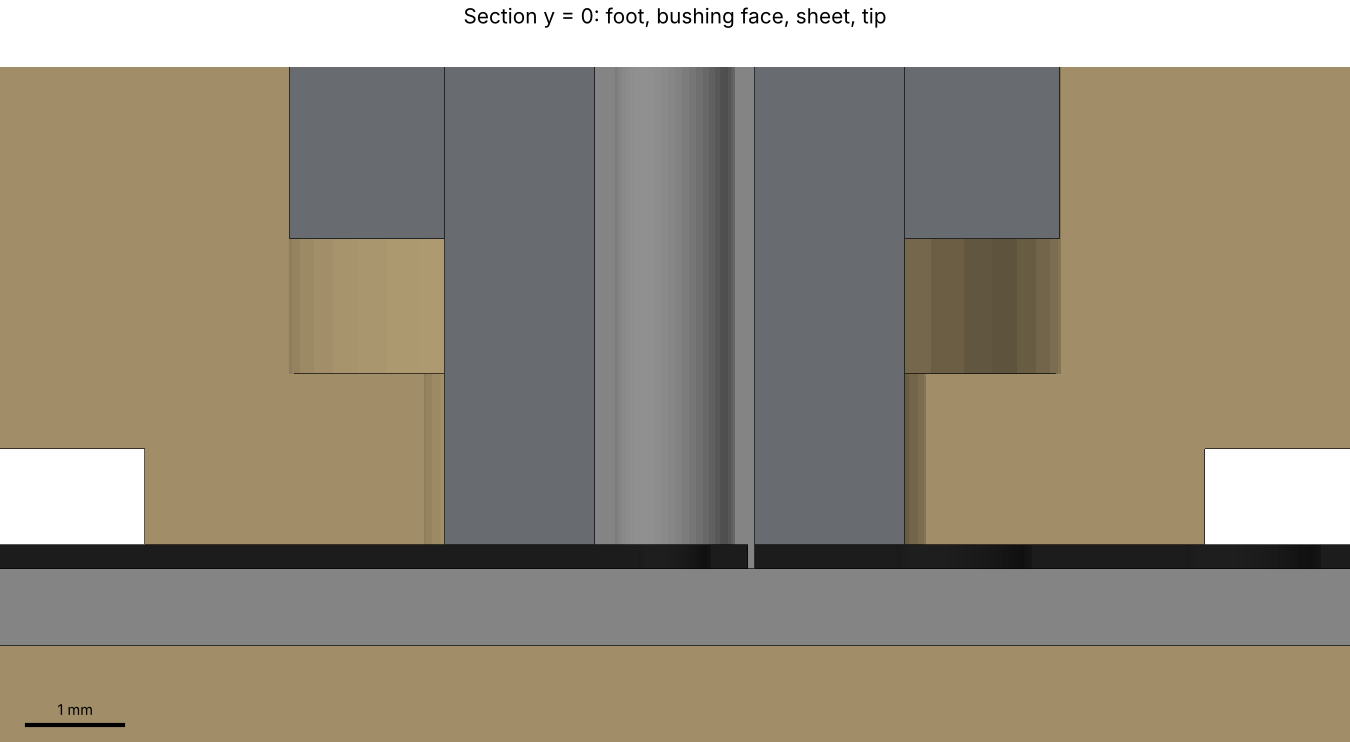 Section y = 0: foot, bushing face, sheet, tip
1 mm